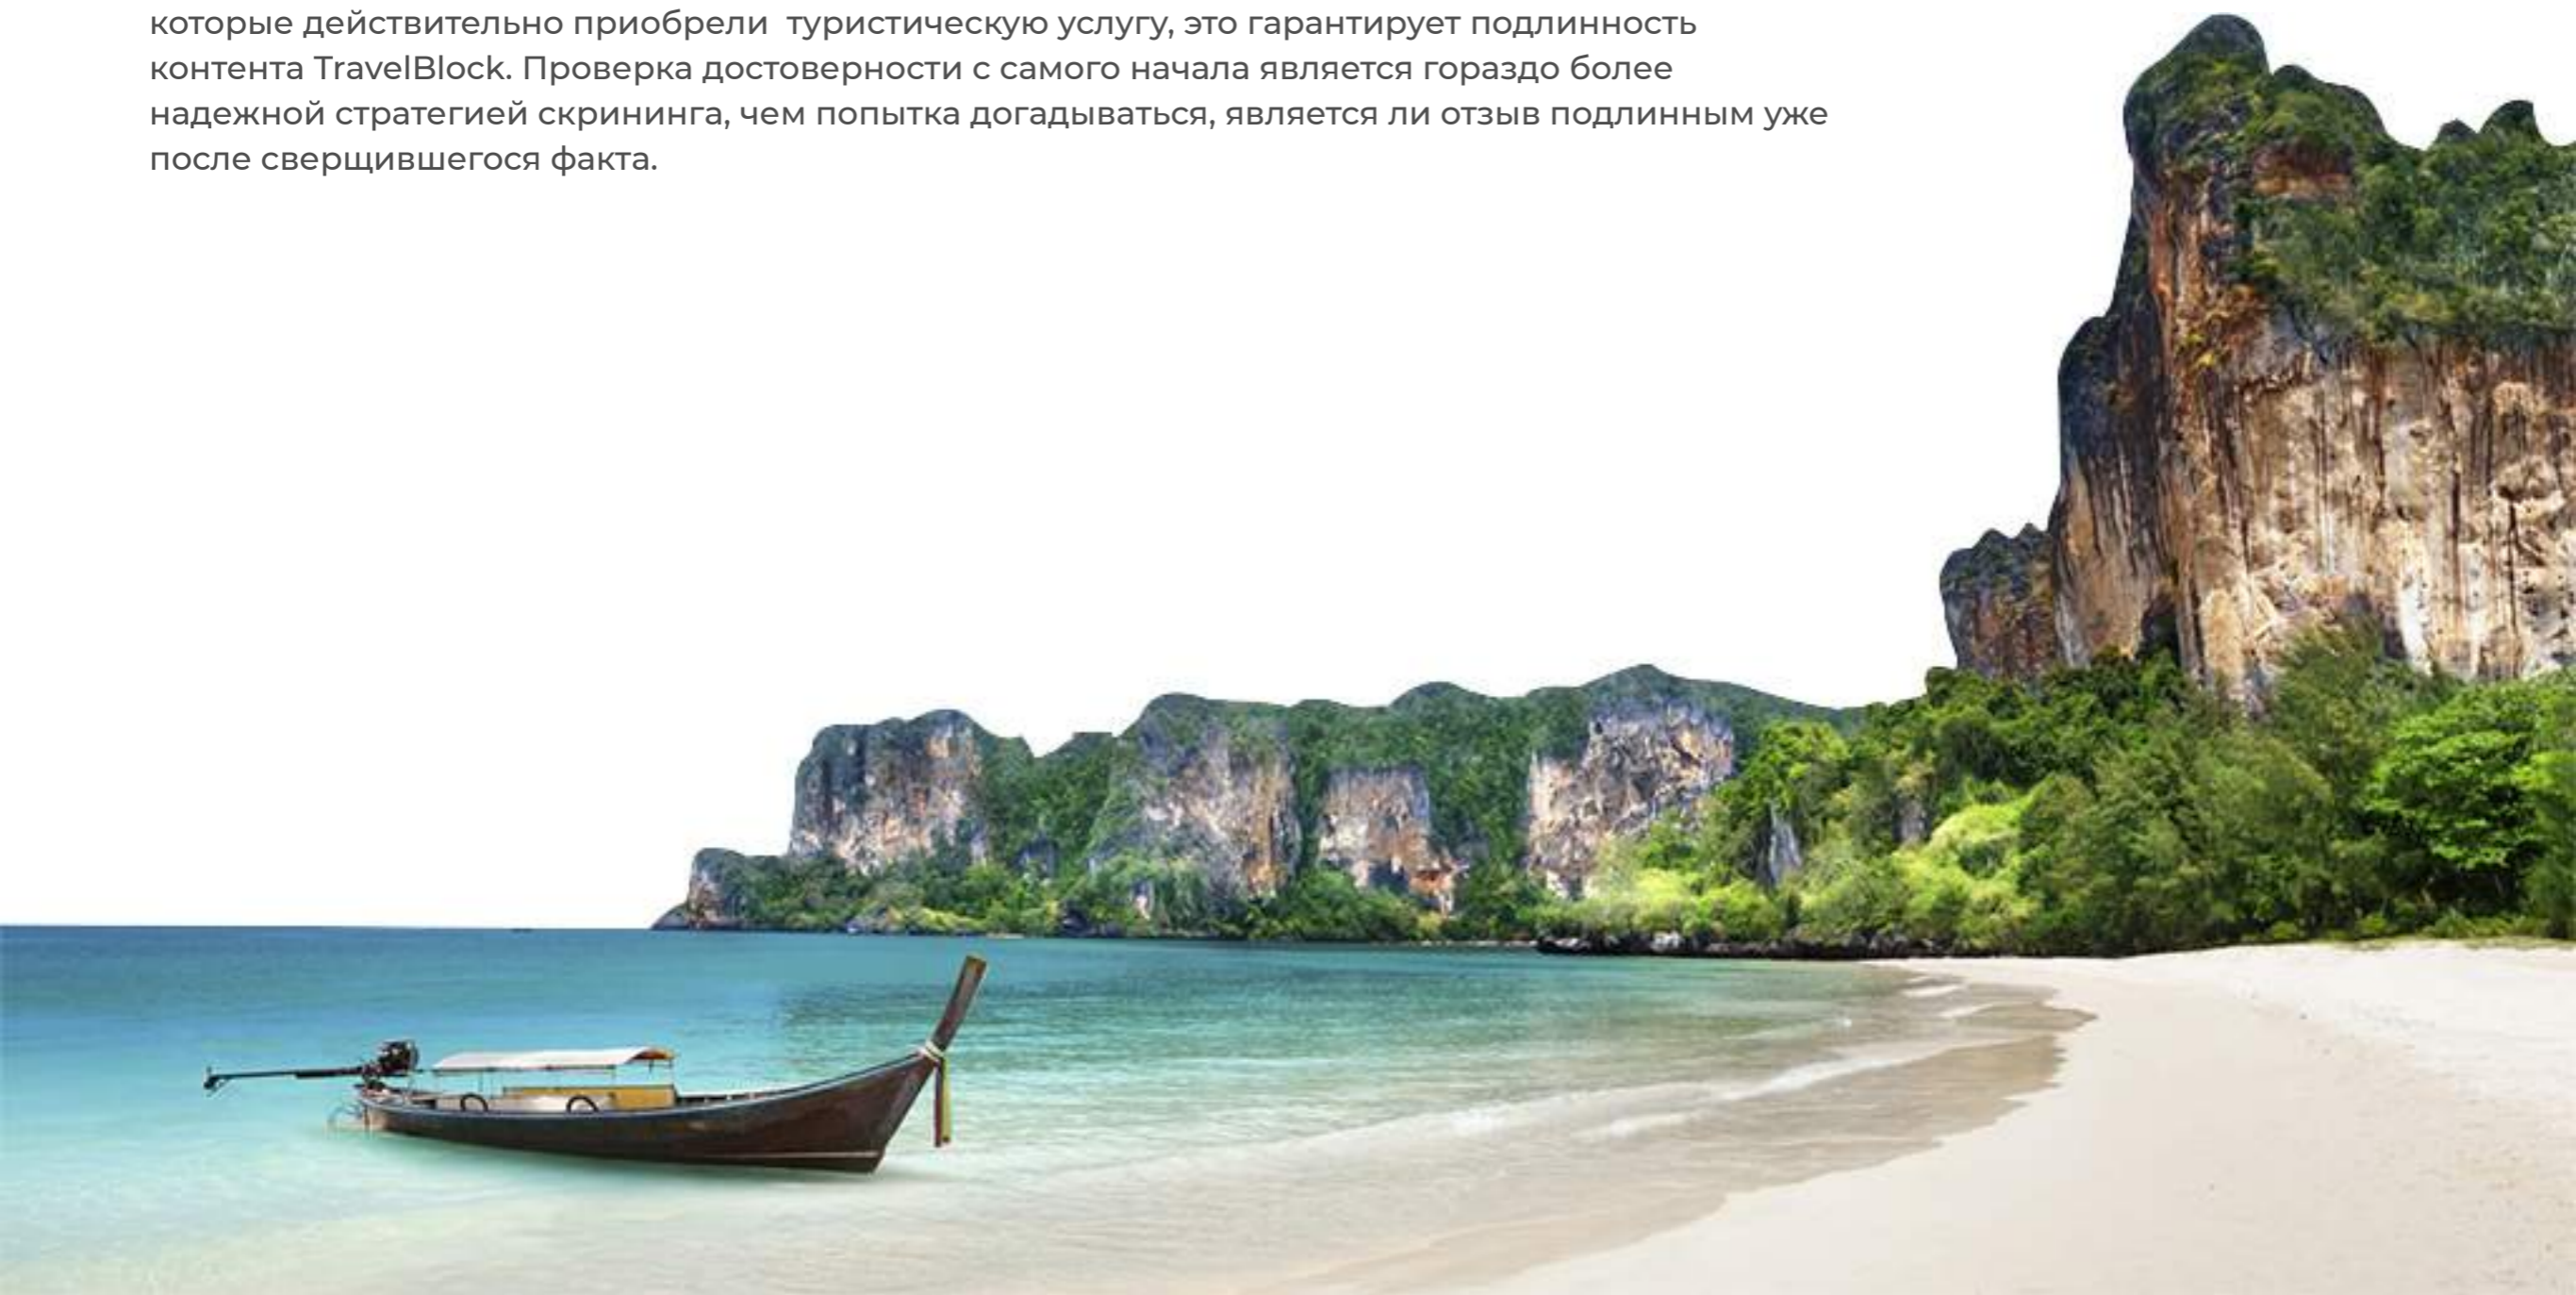 которые действительно приобрели  туристическую услугу, это гарантирует подлинность
контента TravelBlock. Проверка достоверности с самого начала является гораздо более
надежной стратегией скрининга, чем попытка догадываться, является ли отзыв подлинным уже
после сверщившегося факта.